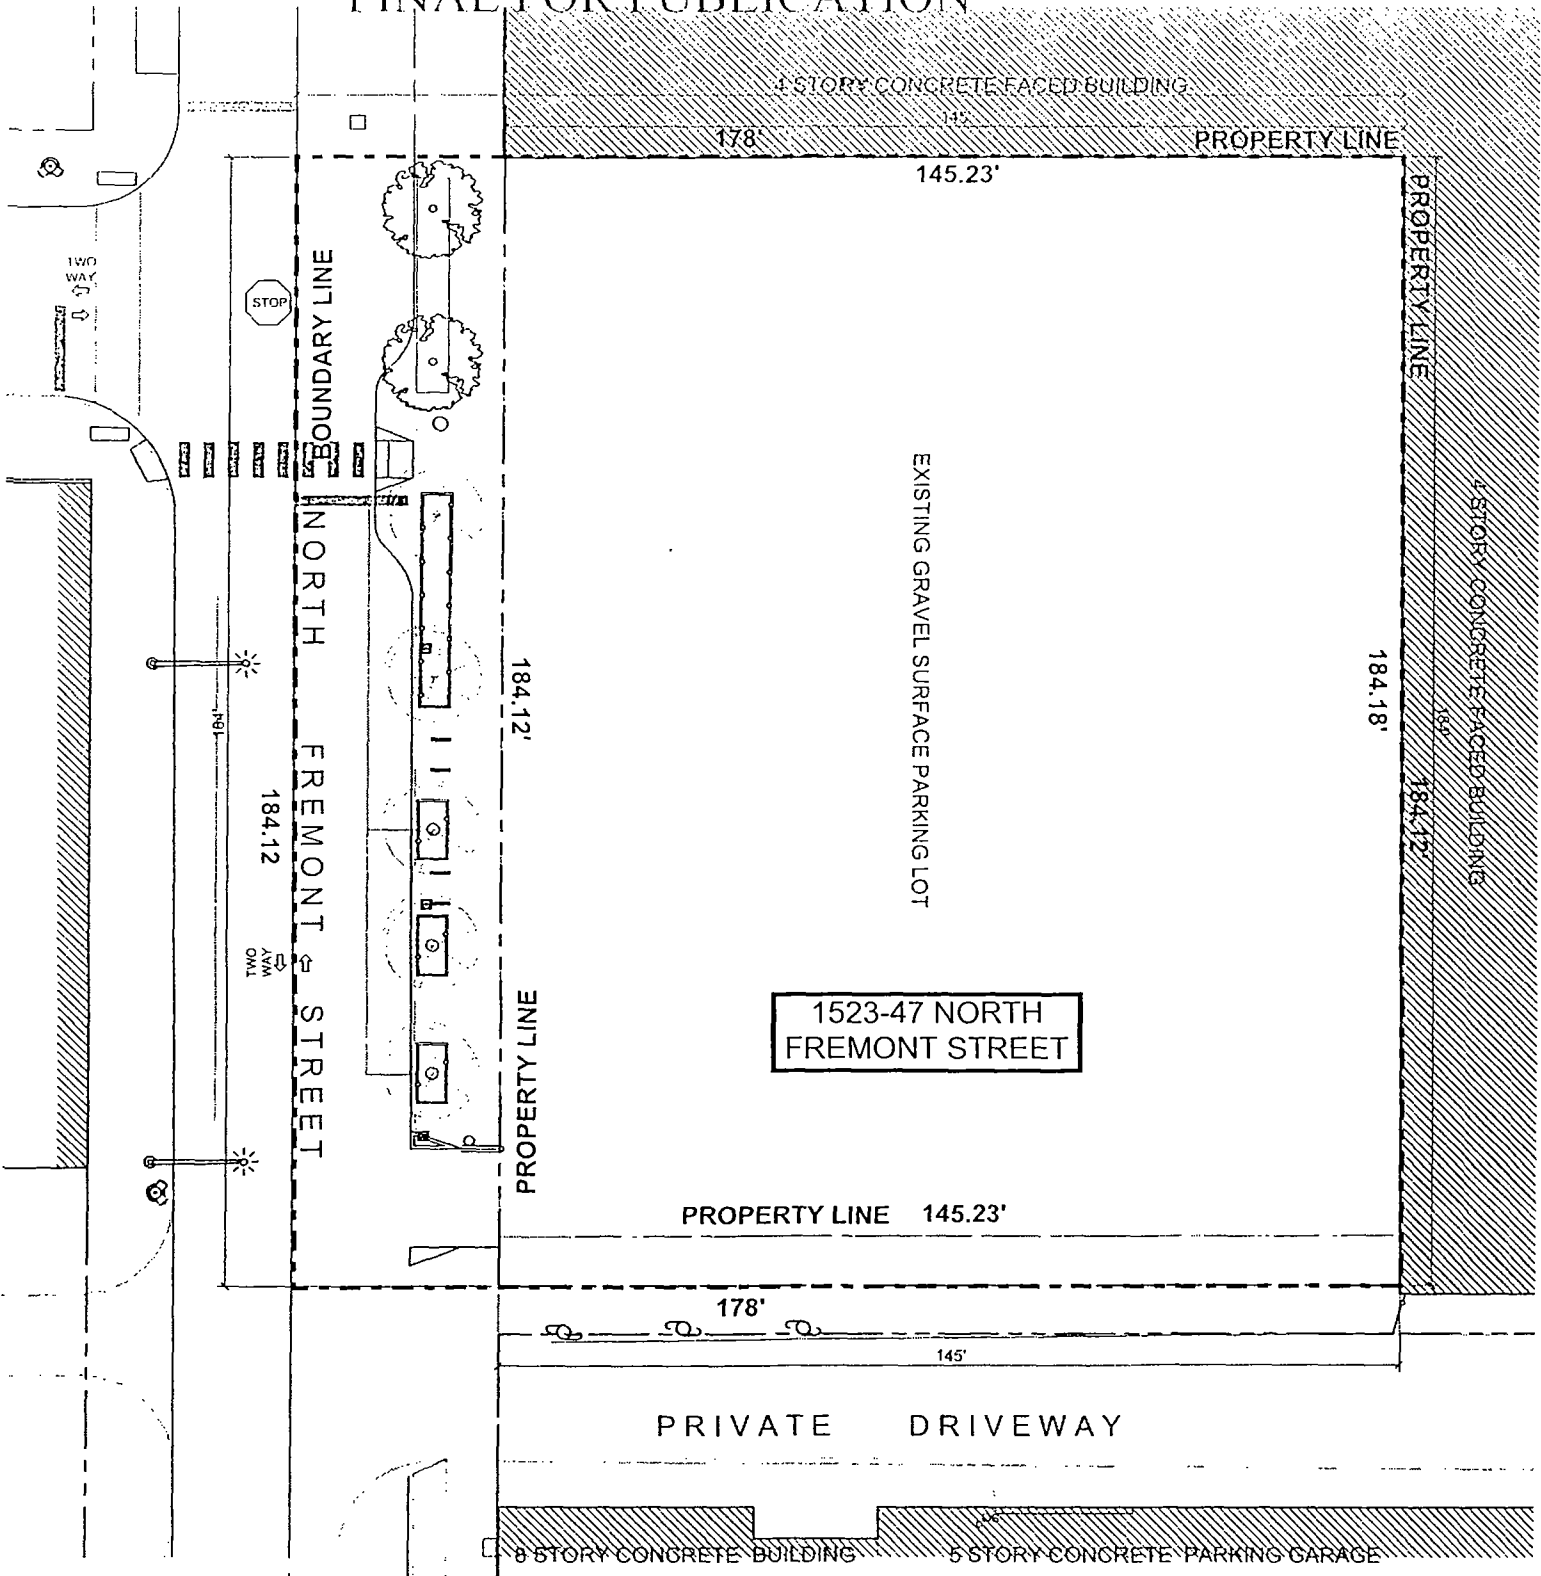 FINAL FOR PUBLICATION
4 STORY CONCRETE FACED BUILDING
145'
178'
PROPERTY LINE
145.23'
PROPERTY LINE
TWO
WAY
STOP
BOUNDARY LINE
EXISTING GRAVEL SURFACE PARKING LOT
4 STORY CONCRETE FACED BUILDING
NORTH FREMONT STREET
184.12'
184.18'
184'
184'
184.12
184.12'
TWO
WAY
PROPERTY LINE
1523-47 NORTH
FREMONT STREET
PROPERTY LINE 145.23'
178'
145'
PRIVATE DRIVEWAY
8 STORY CONCRETE BUILDING
5 STORY CONCRETE PARKING GARAGE